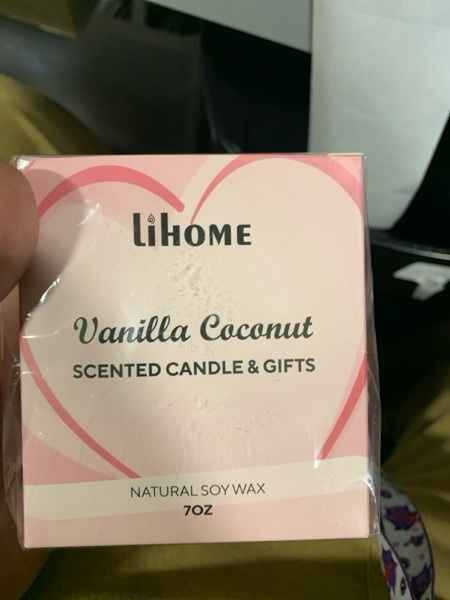 LiHOME
Vanilla Coconut
SCENTED CANDLE & GIFTS
NATURAL SOY WAX
7OZ